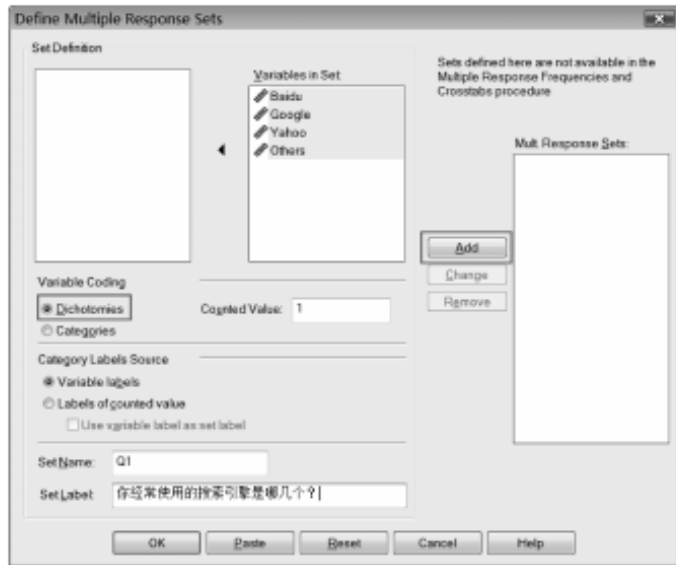 Define Multiple Response Sets
Set Definition
Variables in Set:
Baidu
Google
Yahoo
Others
Sets defined here are not available in the
Multiple Response Frequencies and
Crosstabs procedure
Mult Response Sets:
Add
Change
Remove
Variable Coding
Dichotomies
Counted Value:
1
Categories
Category Labels Source
Variable labels
Labels of counted value
Use variable label as set label
Set Name:
Q1
Set Label:
你经常使用的搜索引擎是哪几个?
OK
Paste
Reset
Cancel
Help